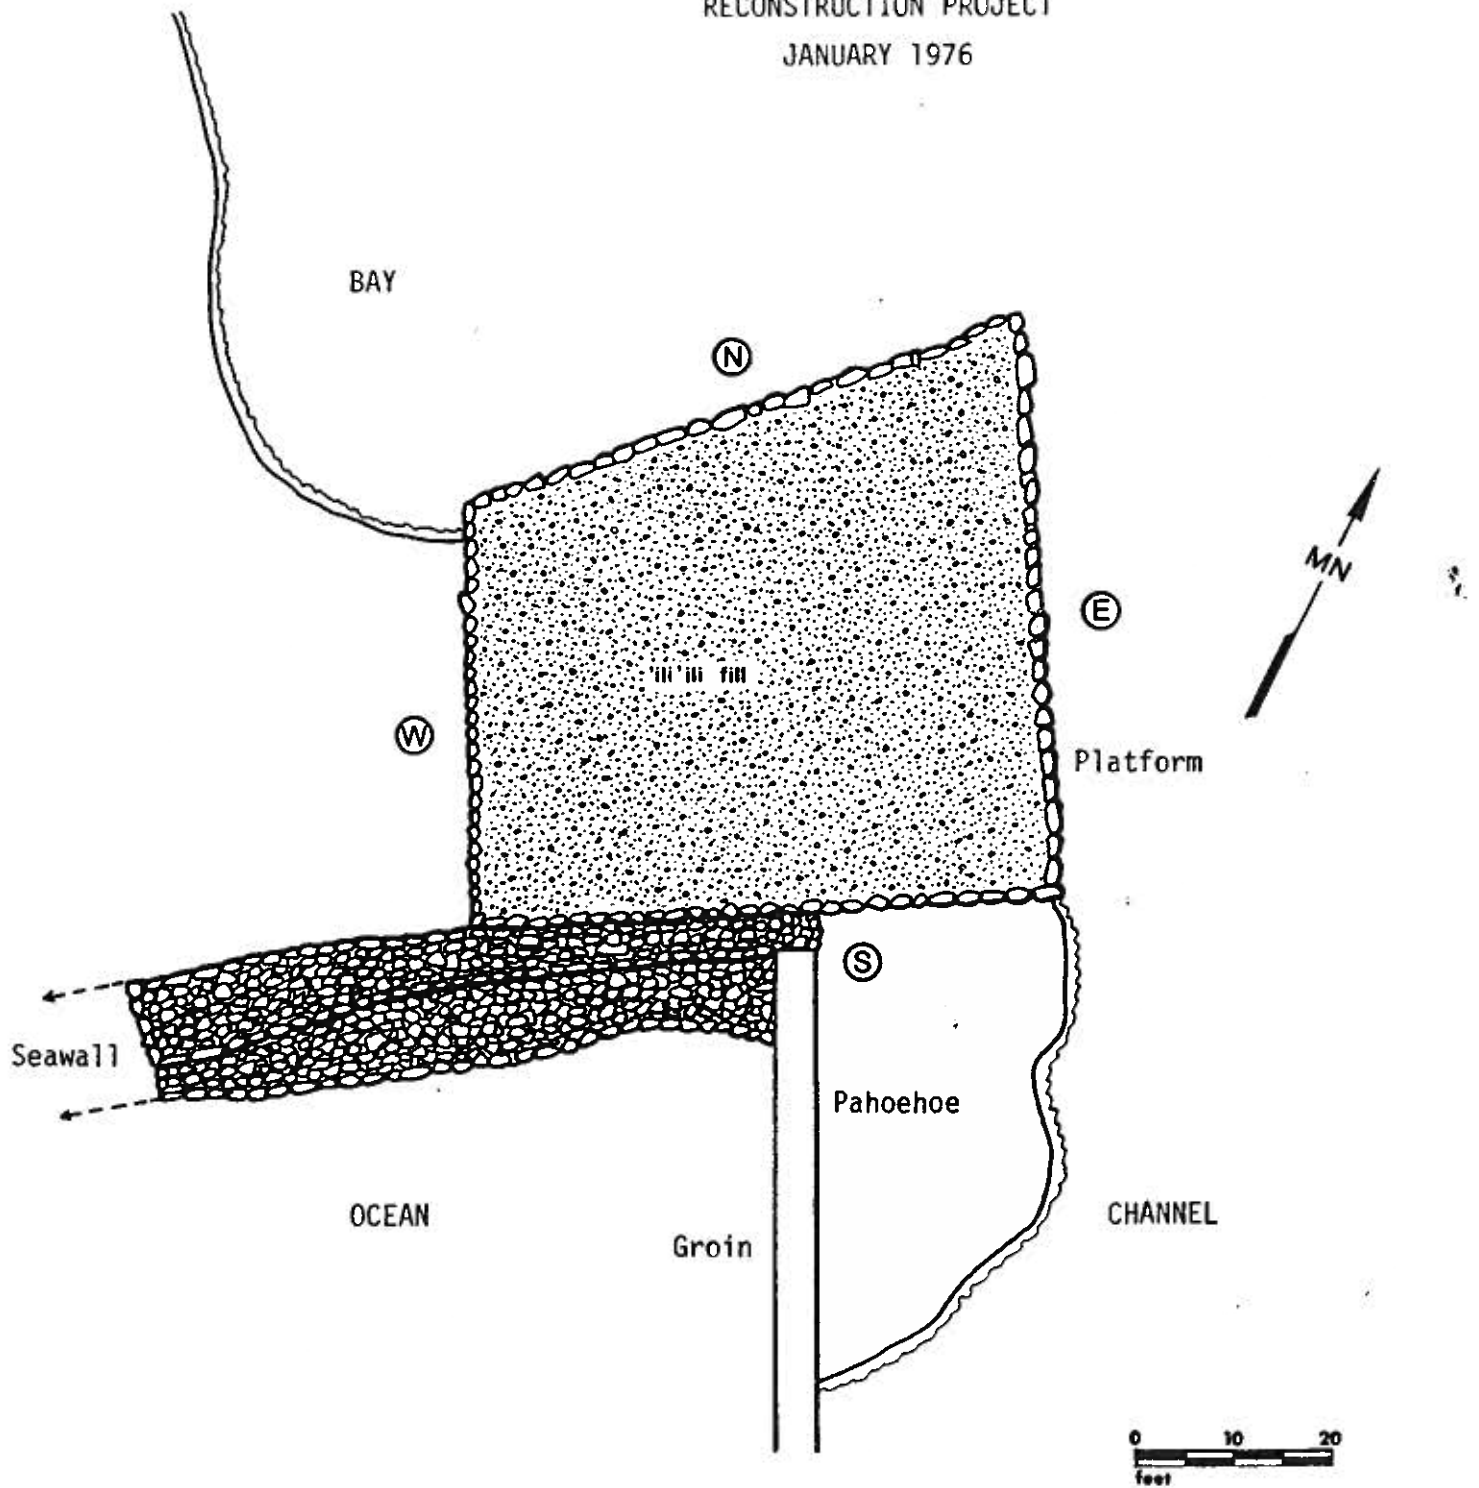 RECONSTRUCTION PROJECT
JANUARY 1976
BAY
N
MN
E
'ili'ili fill
W
Platform
S
Seawall
Pahoehoe
OCEAN
CHANNEL
Groin
0 10 20
feet